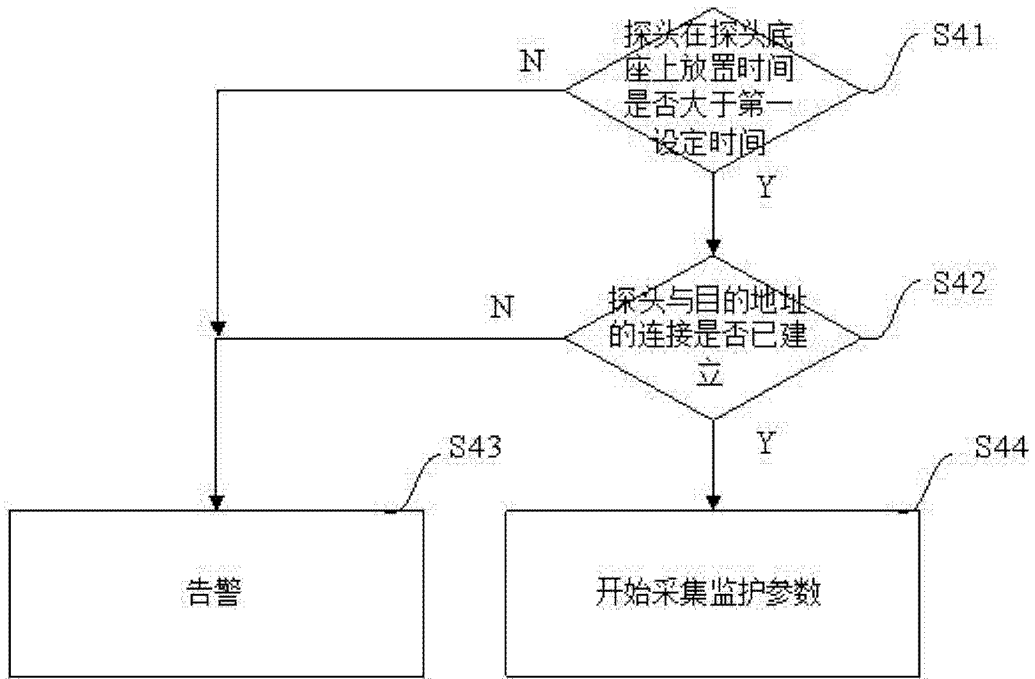 探头在探头底
座上放置时间
是否大于第一
设定时间
S41
N
Y
探头与目的地址
的连接是否已建
立
S42
N
Y
S43
告警
S44
开始采集监护参数